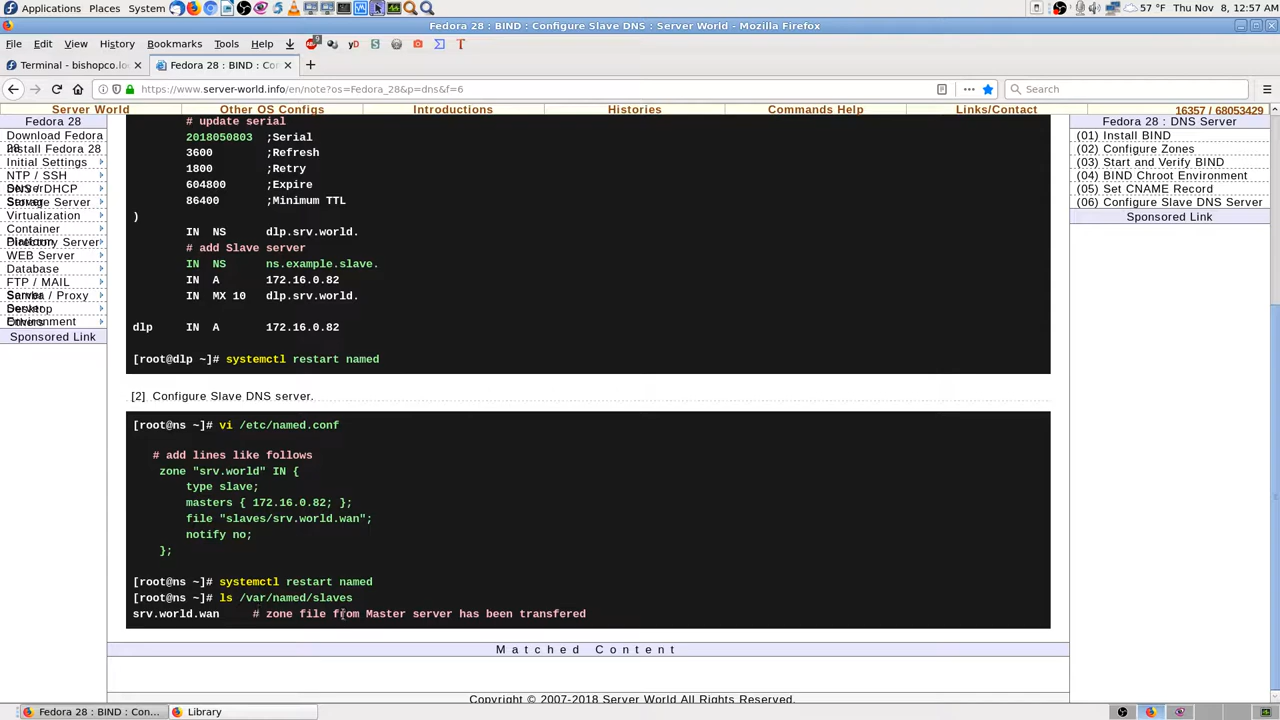 Applications Places System 57 °F Thu Nov 8, 12:57 AM
Fedora 28 : BIND : Configure Slave DNS : Server World - Mozilla Firefox
File Edit View History Bookmarks Tools Help 9 yD S T
Terminal - bishopco.lo × Fedora 28 : BIND : Co × +
https://www.server-world.info/en/note?os=Fedora_28&p=dns&f=6 Search
Server World Other OS Configs Introductions Histories Commands Help Links/Contact 16357 / 68053429
Fedora 28
Download Fedora 28
Install Fedora 28
Initial Settings
NTP / SSH Server
DNS / DHCP Server
Storage Server
Virtualization
Container Platform
Directory Server
WEB Server
Database
FTP / MAIL Server
Samba / Proxy Server
Desktop Environment
Others
Sponsored Link
# update serial
2018050803 ;Serial
3600 ;Refresh
1800 ;Retry
604800 ;Expire
86400 ;Minimum TTL
)
IN NS dlp.srv.world.
# add Slave server
IN NS ns.example.slave.
IN A 172.16.0.82
IN MX 10 dlp.srv.world.
dlp IN A 172.16.0.82
[root@dlp ~]# systemctl restart named
[2] Configure Slave DNS server.
[root@ns ~]# vi /etc/named.conf
# add lines like follows
zone "srv.world" IN {
type slave;
masters { 172.16.0.82; };
file "slaves/srv.world.wan";
notify no;
};
[root@ns ~]# systemctl restart named
[root@ns ~]# ls /var/named/slaves
srv.world.wan # zone file from Master server has been transfered
Matched Content
Copyright © 2007-2018 Server World All Rights Reserved.
Fedora 28 : DNS Server
(01) Install BIND
(02) Configure Zones
(03) Start and Verify BIND
(04) BIND Chroot Environment
(05) Set CNAME Record
(06) Configure Slave DNS Server
Sponsored Link
Fedora 28 : BIND : Con... Library